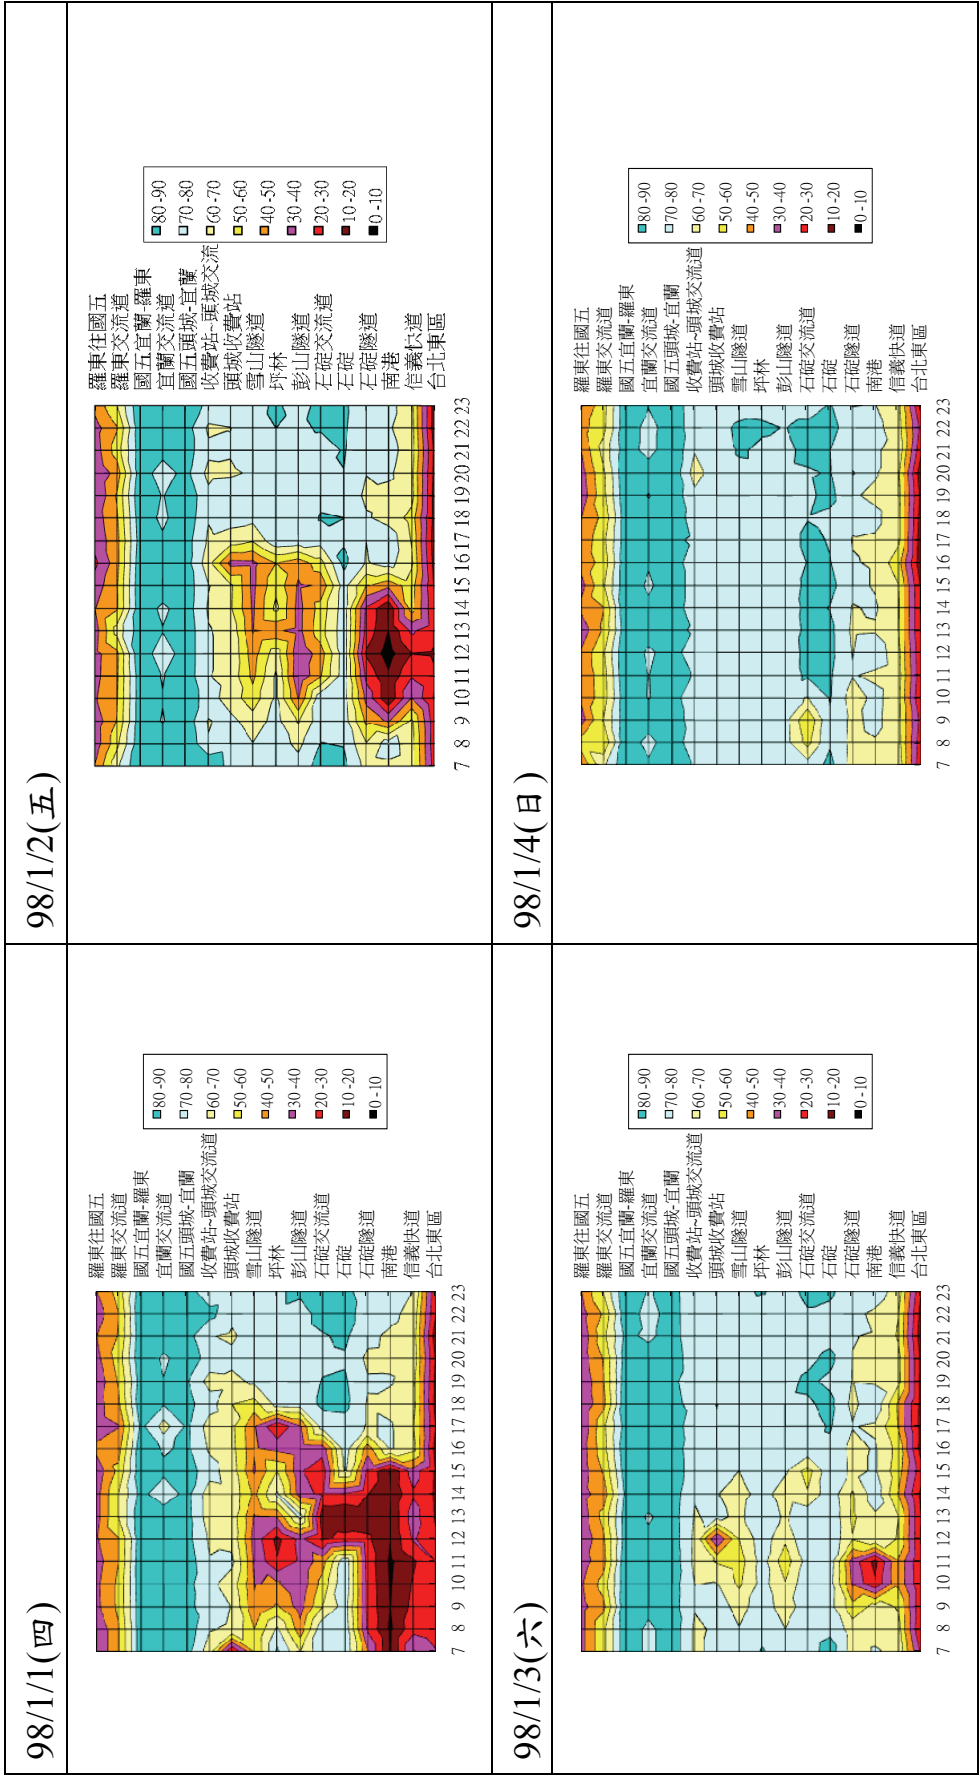 98/1/1(四)
羅東往國五
羅東交流道
國五宜蘭-羅東
宜蘭交流道
國五頭城-宜蘭
收費站~頭城交流道
頭城收費站
雪山隧道
坪林
彭山隧道
石碇交流道
石碇
石碇隧道
南港
信義快道
台北東區
7 8 9 10 11 12 13 14 15 16 17 18 19 20 21 22 23
80-90
70-80
60-70
50-60
40-50
30-40
20-30
10-20
0-10
98/1/2(五)
羅東往國五
羅東交流道
國五宜蘭-羅東
宜蘭交流道
國五頭城-宜蘭
收費站~頭城交流
頭城收費站
雪山隧道
坪林
彭山隧道
石碇交流道
石碇
石碇隧道
南港
信義快道
台北東區
7 8 9 10 11 12 13 14 15 16 17 18 19 20 21 22 23
80-90
70-80
60-70
50-60
40-50
30-40
20-30
10-20
0-10
98/1/3(六)
羅東往國五
羅東交流道
國五宜蘭-羅東
宜蘭交流道
國五頭城-宜蘭
收費站~頭城交流道
頭城收費站
雪山隧道
坪林
彭山隧道
石碇交流道
石碇
石碇隧道
南港
信義快道
台北東區
7 8 9 10 11 12 13 14 15 16 17 18 19 20 21 22 23
80-90
70-80
60-70
50-60
40-50
30-40
20-30
10-20
0-10
98/1/4(日)
羅東往國五
羅東交流道
國五宜蘭-羅東
宜蘭交流道
國五頭城-宜蘭
收費站~頭城交流道
頭城收費站
雪山隧道
坪林
彭山隧道
石碇交流道
石碇
石碇隧道
南港
信義快道
台北東區
7 8 9 10 11 12 13 14 15 16 17 18 19 20 21 22 23
80-90
70-80
60-70
50-60
40-50
30-40
20-30
10-20
0-10